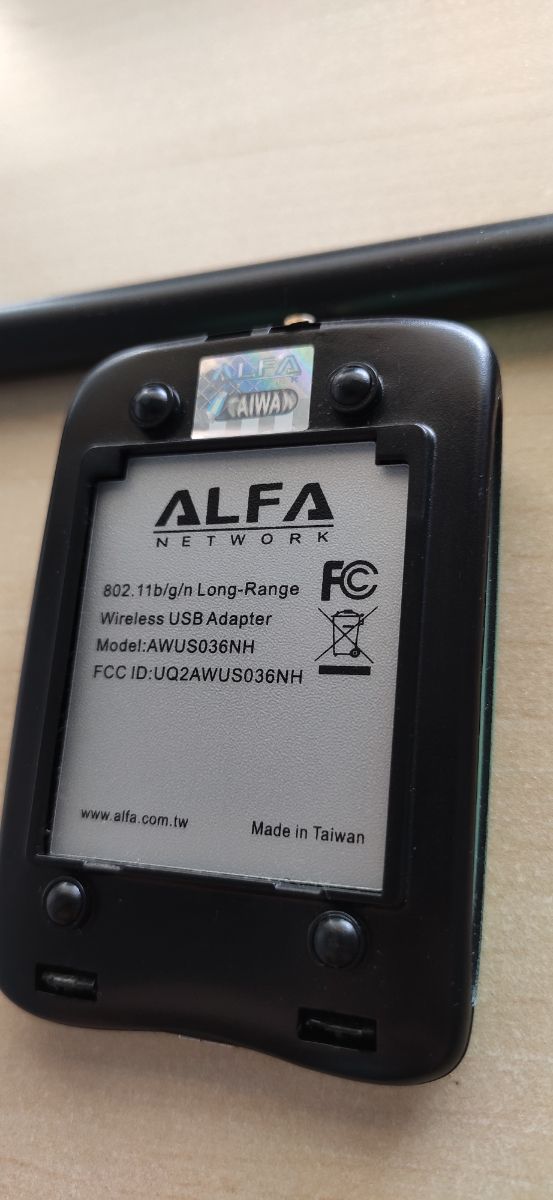 ALFA
TAIWAN
ALFA
NETWORK
FC
802.11b/g/n Long-Range
Wireless USB Adapter
Model:AWUS036NH
FCC ID:UQ2AWUS036NH
www.alfa.com.tw
Made in Taiwan